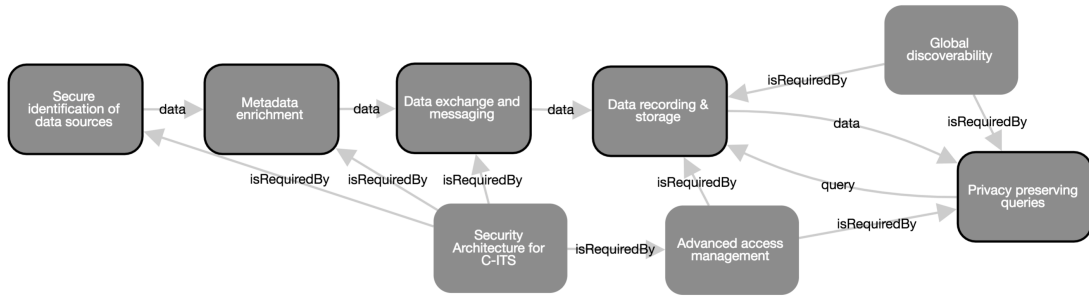 Global
discoverability
isRequiredBy
Secure
identification of
data sources
data
Metadata
enrichment
data
Data exchange and
messaging
data
Data recording &
storage
data
isRequiredBy
isRequiredBy
isRequiredBy
isRequiredBy
isRequiredBy
query
Privacy preserving
queries
isRequiredBy
Security
Architecture for
C-ITS
isRequiredBy
Advanced access
management